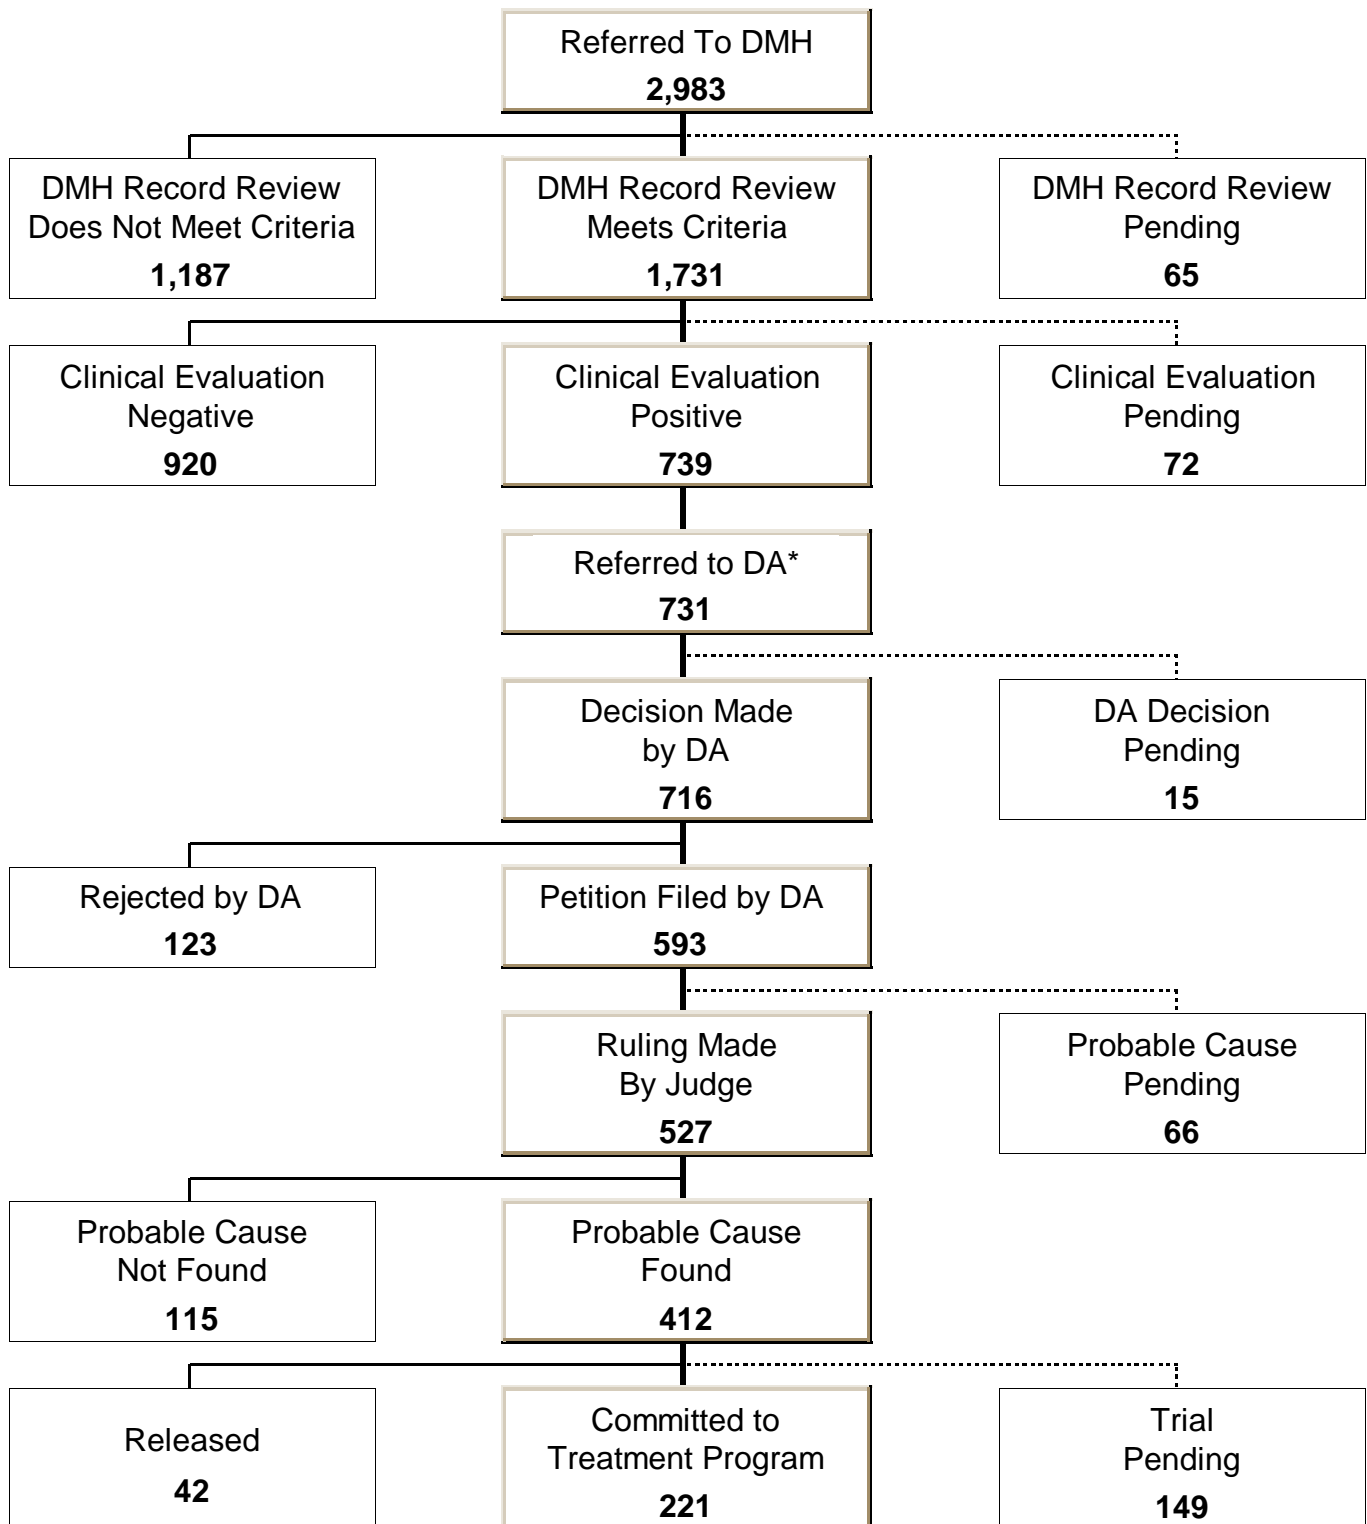 Referred To DMH
2,983
DMH Record Review
Does Not Meet Criteria
1,187
DMH Record Review
Meets Criteria
1,731
DMH Record Review
Pending
65
Clinical Evaluation
Negative
920
Clinical Evaluation
Positive
739
Clinical Evaluation
Pending
72
Referred to DA*
731
Decision Made
by DA
716
DA Decision
Pending
15
Rejected by DA
123
Petition Filed by DA
593
Ruling Made
By Judge
527
Probable Cause
Pending
66
Probable Cause
Not Found
115
Probable Cause
Found
412
Released
42
Committed to
Treatment Program
221
Trial
Pending
149